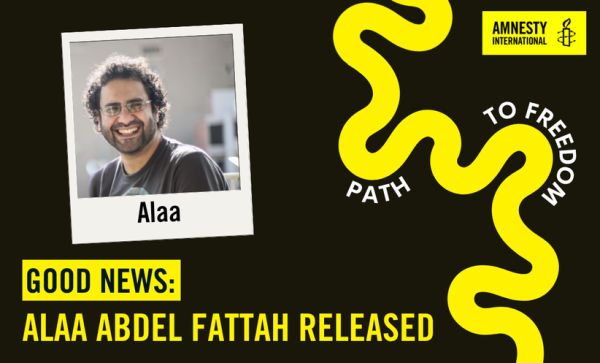 AMNESTY
INTERNATIONAL
PATH
TO FREEDOM
Alaa
GOOD NEWS:
ALAA ABDEL FATTAH RELEASED